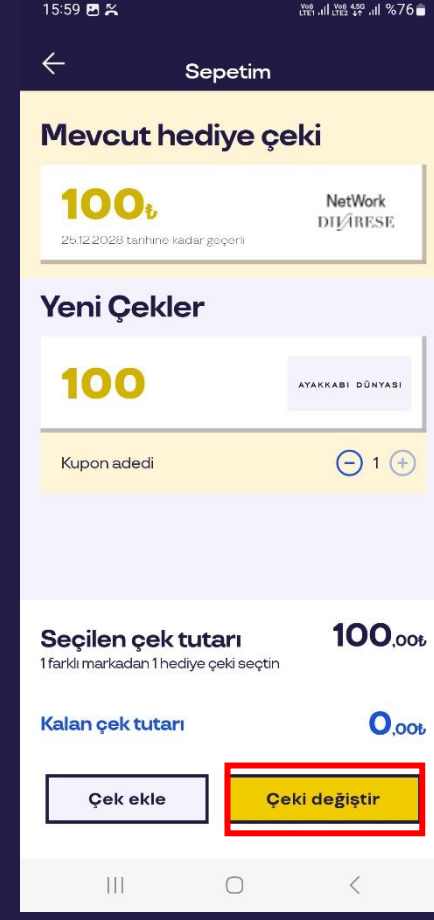 15:59 %76
Sepetim
Mevcut hediye çeki
100₺
NetWork
DIVARESE
25.12.2028 tarihine kadar geçerli
Yeni Çekler
100
AYAKKABI DÜNYASI
Kupon adedi
1
Seçilen çek tutarı 100,00₺
1 farklı markadan 1 hediye çeki seçtin
Kalan çek tutarı 0,00₺
Çek ekle Çeki değiştir